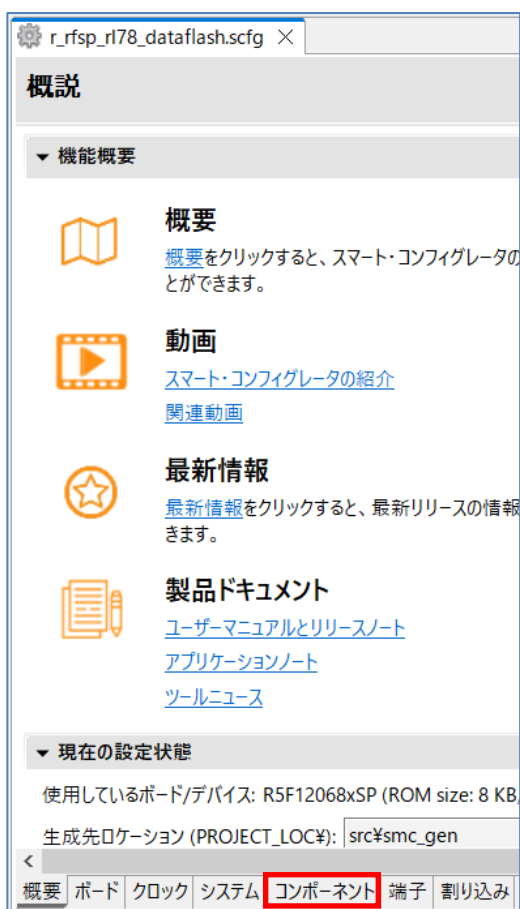 r_rfsp_rl78_dataflash.scfg ×
概説
機能概要
概要
概要をクリックすると、スマート・コンフィグレータの
とができます。
動画
スマート・コンフィグレータの紹介
関連動画
最新情報
最新情報をクリックすると、最新リリースの情報
きます。
製品ドキュメント
ユーザーマニュアルとリリースノート
アプリケーションノート
ツールニュース
現在の設定状態
使用しているボード/デバイス: R5F12068xSP (ROM size: 8 KB,
生成先ロケーション (PROJECT_LOC¥): src¥smc_gen
概要 ボード クロック システム コンポーネント 端子 割り込み